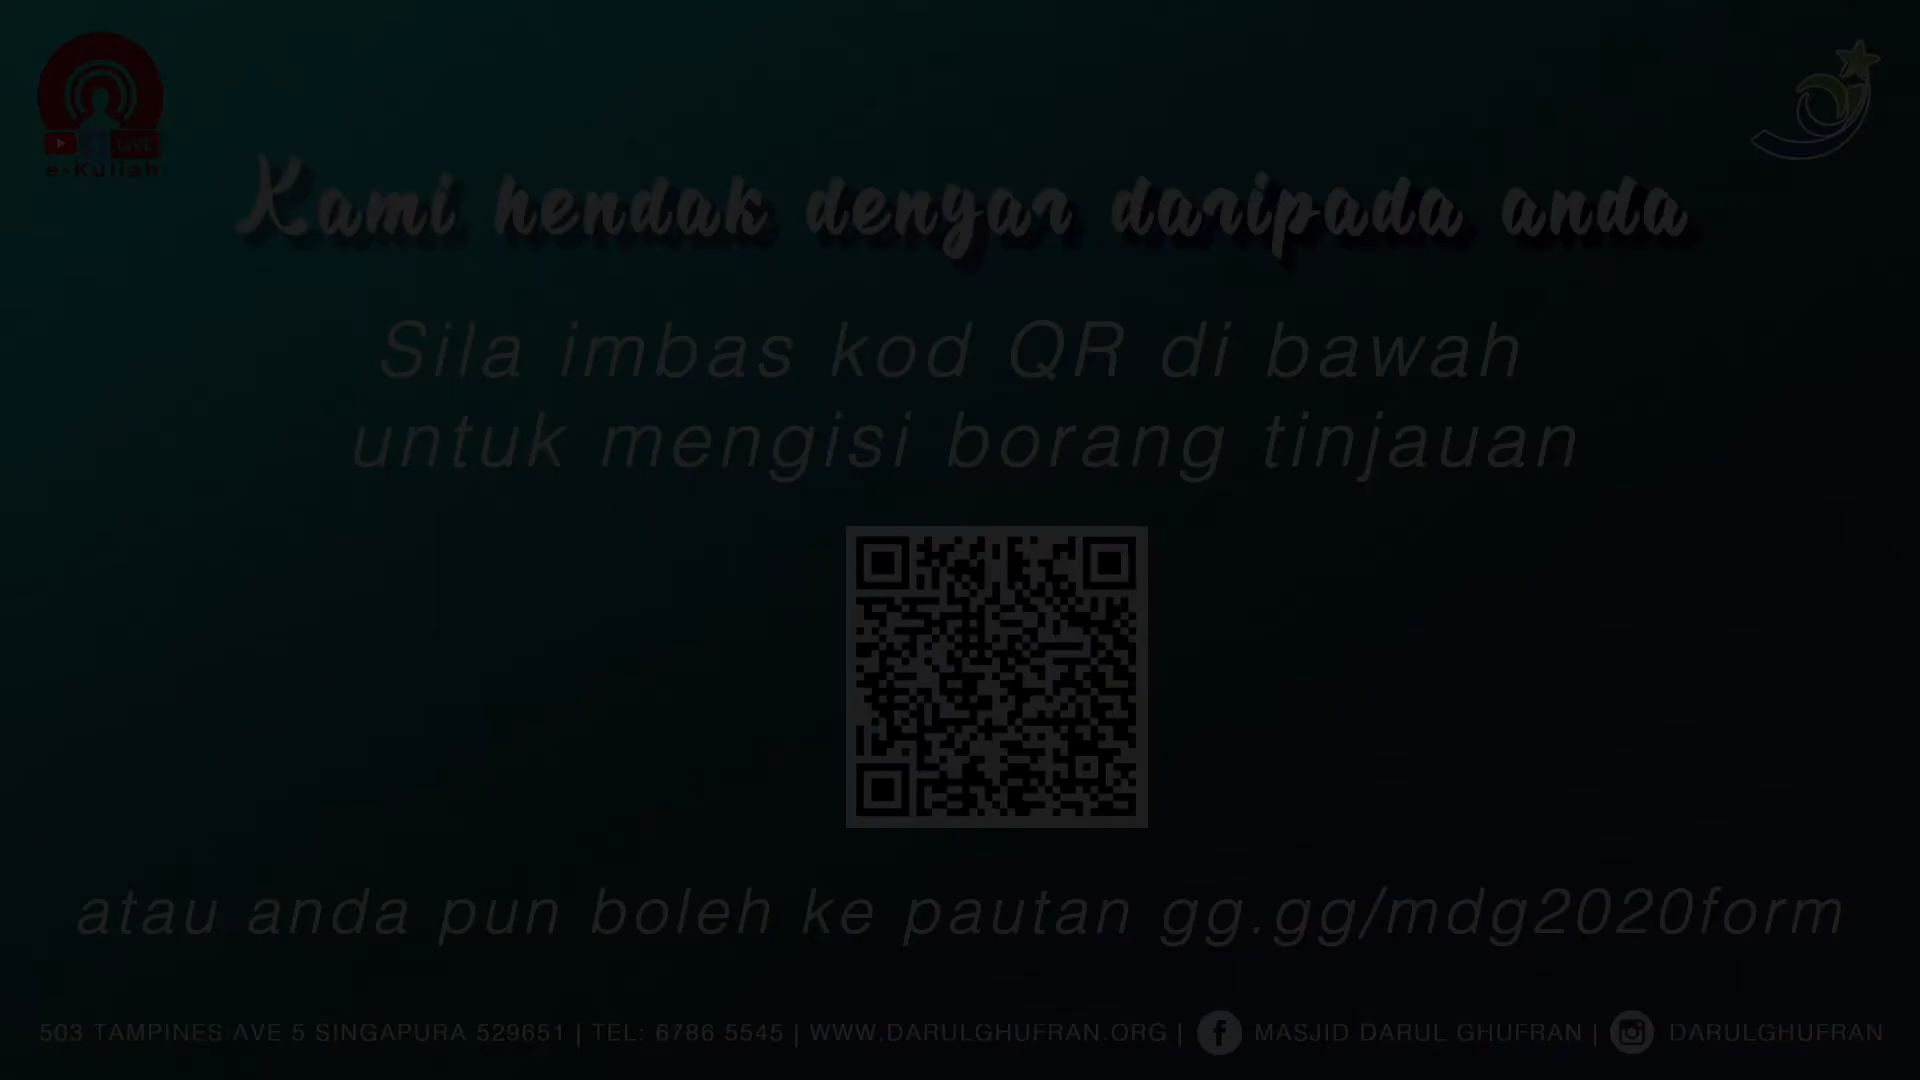 LIVE
e-Kuliah
Kami hendak dengar daripada anda
Sila imbas kod QR di bawah
untuk mengisi borang tinjauan
atau anda pun boleh ke pautan gg.gg/mdg2020form
503 TAMPINES AVE 5 SINGAPURA 529651 | TEL: 6786 5545 | WWW.DARULGHUFRAN.ORG | MASJID DARUL GHUFRAN | DARULGHUFRAN